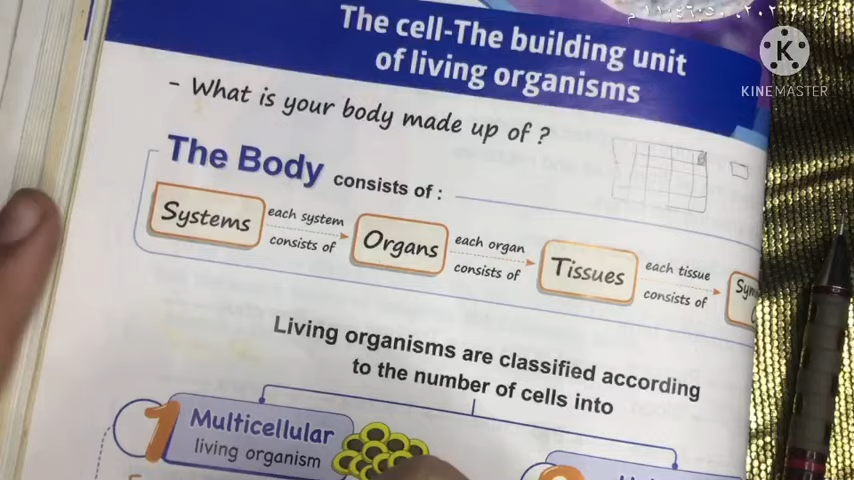 The cell-The building unit
of living organisms
KINEMASTER
- What is your body made up of ?
The Body consists of :
Systems each system consists of Organs each organ consists of Tissues each tissue consists of
Living organisms are classified according
to the number of cells into
1 Multicellular
living organism